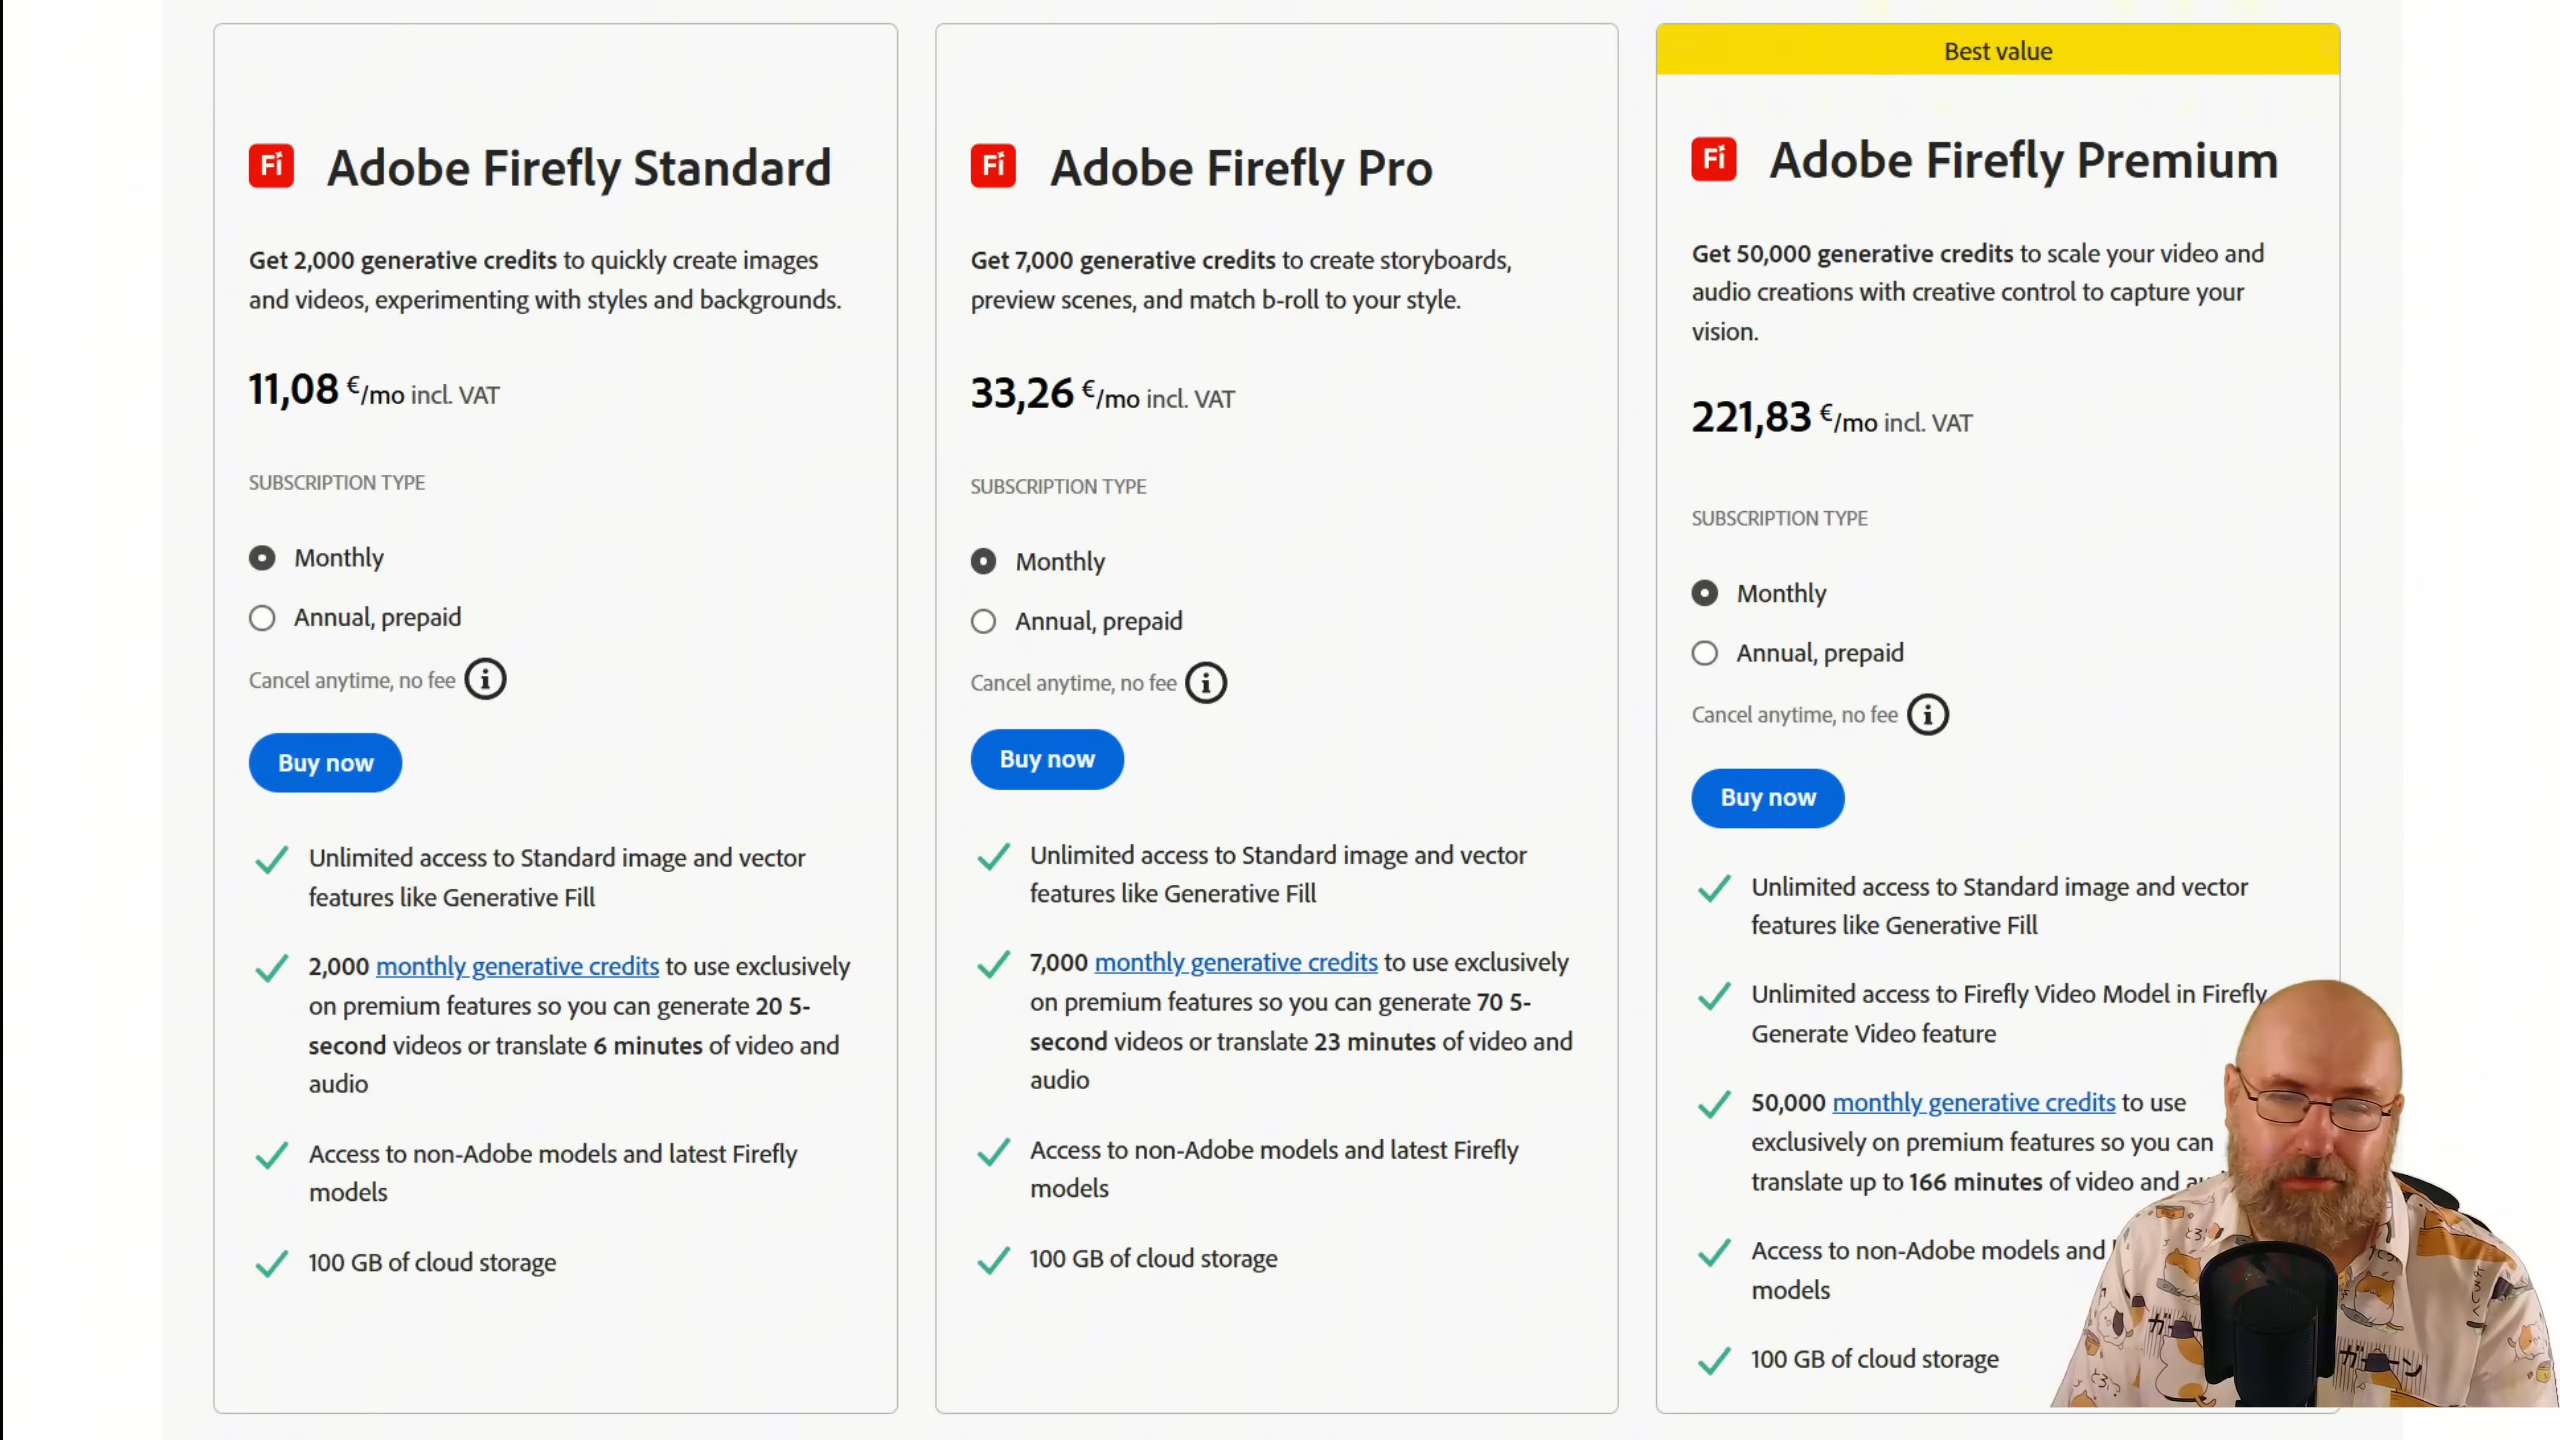 Fi Adobe Firefly Standard
Get 2,000 generative credits to quickly create images
and videos, experimenting with styles and backgrounds.
11,08 €/mo incl. VAT
SUBSCRIPTION TYPE
Monthly
Annual, prepaid
Cancel anytime, no fee
Buy now
Unlimited access to Standard image and vector
features like Generative Fill
2,000 monthly generative credits to use exclusively
on premium features so you can generate 20 5-
second videos or translate 6 minutes of video and
audio
Access to non-Adobe models and latest Firefly
models
100 GB of cloud storage
Fi Adobe Firefly Pro
Get 7,000 generative credits to create storyboards,
preview scenes, and match b-roll to your style.
33,26 €/mo incl. VAT
SUBSCRIPTION TYPE
Monthly
Annual, prepaid
Cancel anytime, no fee
Buy now
Unlimited access to Standard image and vector
features like Generative Fill
7,000 monthly generative credits to use exclusively
on premium features so you can generate 70 5-
second videos or translate 23 minutes of video and
audio
Access to non-Adobe models and latest Firefly
models
100 GB of cloud storage
Best value
Fi Adobe Firefly Premium
Get 50,000 generative credits to scale your video and
audio creations with creative control to capture your
vision.
221,83 €/mo incl. VAT
SUBSCRIPTION TYPE
Monthly
Annual, prepaid
Cancel anytime, no fee
Buy now
Unlimited access to Standard image and vector
features like Generative Fill
Unlimited access to Firefly Video Model in Firefly
Generate Video feature
50,000 monthly generative credits to use
exclusively on premium features so you can
translate up to 166 minutes of video and
Access to non-Adobe models and
models
100 GB of cloud storage
ガーン